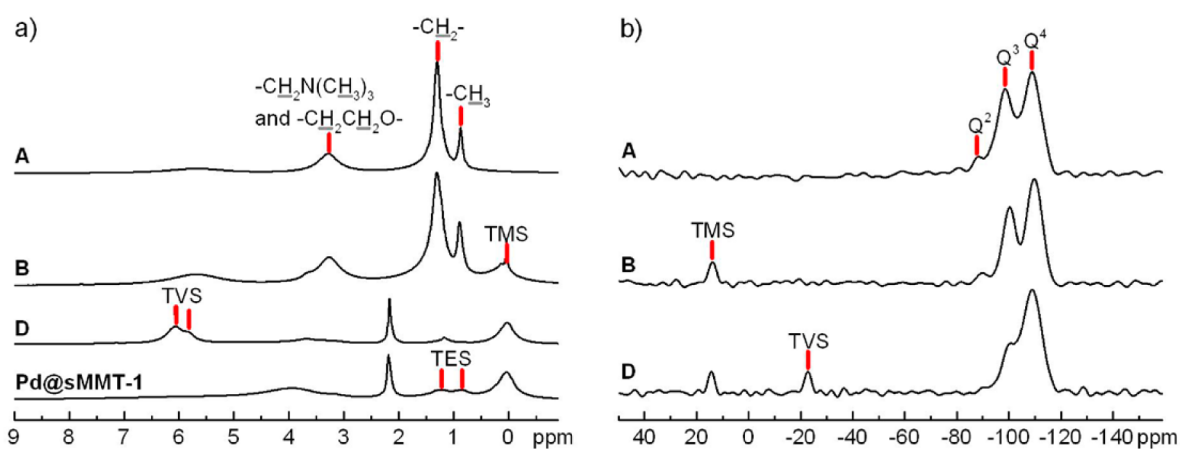 a)
-CH₂-
-CH₂N(CH₃)₃
and -CH₂CH₂O-
-CH₃
A
TMS
B
TVS
D
TES
Pd@sMMT-1
9 8 7 6 5 4 3 2 1 0 ppm
b)
Q² Q³ Q⁴
A
TMS
B
TVS
D
40 20 0 -20 -40 -60 -80 -100 -120 -140 ppm